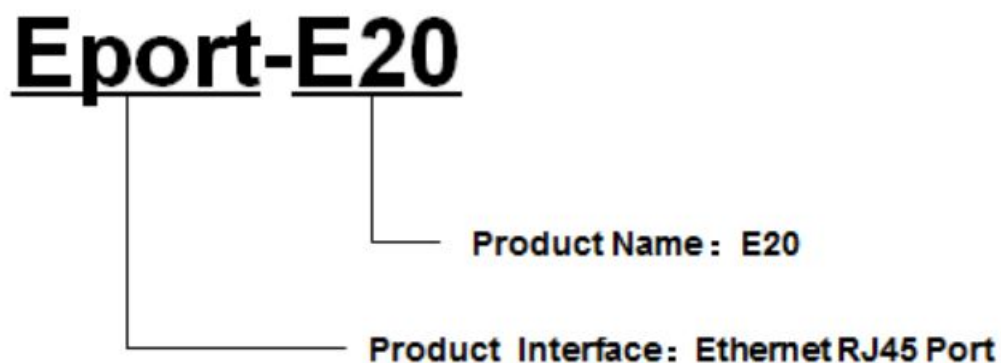 Eport-E20
Product Name：E20
Product Interface：Ethernet RJ45 Port